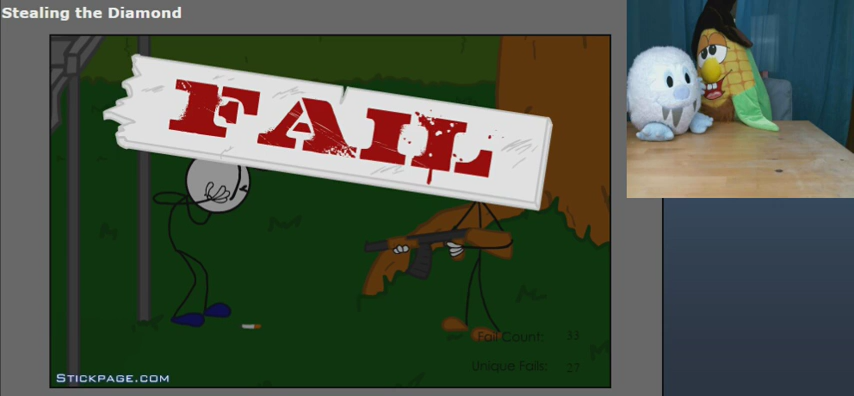 Stealing the Diamond
FAIL
Fail Count: 33
Unique Fails: 27
STICKPAGE.COM